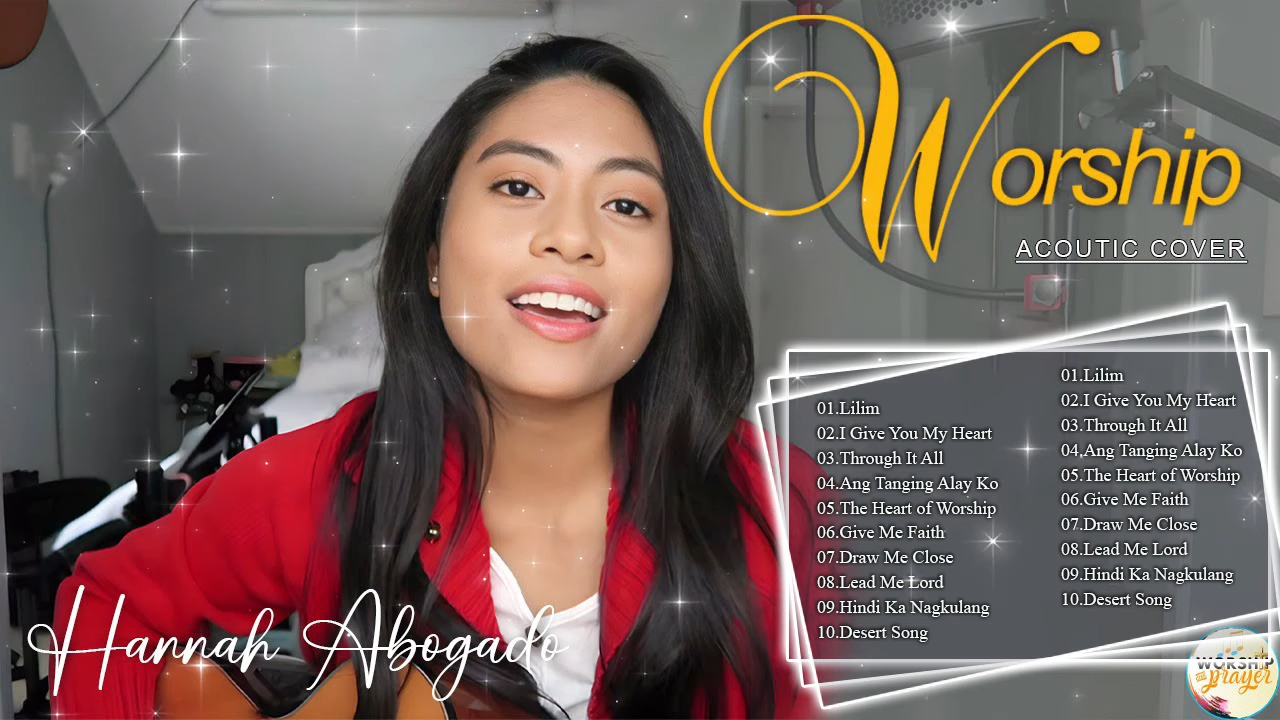 Worship
ACOUTIC COVER
01.Lilim
02.I Give You My Heart
03.Through It All
04.Ang Tanging Alay Ko
05.The Heart of Worship
06.Give Me Faith
07.Draw Me Close
08.Lead Me Lord
09.Hindi Ka Nagkulang
10.Desert Song
01.Lilim
02.I Give You My Heart
03.Through It All
04,Ang Tanging Alay Ko
05.The Heart of Worship
06.Give Me Faith
07.Draw Me Close
08.Lead Me Lord
09.Hindi Ka Nagkulang
10.Desert Song
Hannah Abogado
WORSHIP
prayer